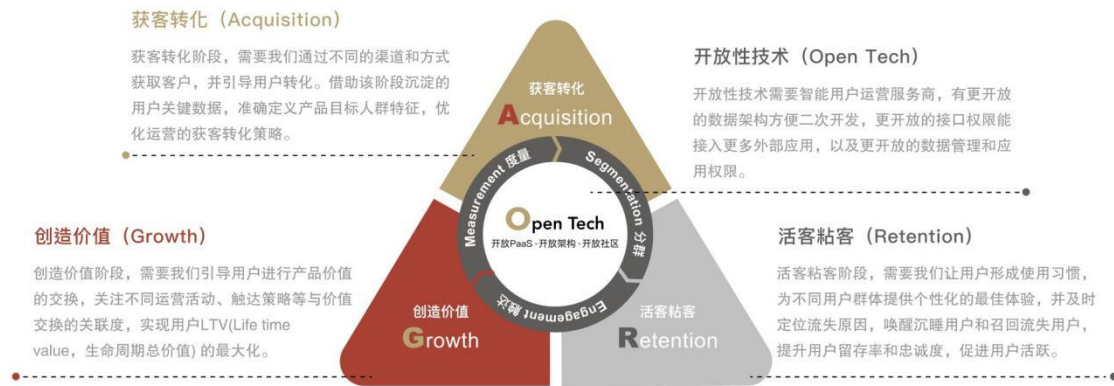 获客转化（Acquisition）
获客转化阶段，需要我们通过不同的渠道和方式
获取客户，并引导用户转化。借助该阶段沉淀的
用户关键数据，准确定义产品目标人群特征，优
化运营的获客转化策略。
开放性技术（Open Tech）
开放性技术需要智能用户运营服务商，有更开放
的数据架构方便二次开发，更开放的接口权限能
接入更多外部应用，以及更开放的数据管理和应
用权限。
获客转化
Acquisition
Measurement 度量
Segmentation 分群
Engagement 触达
Open Tech
开放PaaS·开放架构·开放社区
创造价值（Growth）
创造价值阶段，需要我们引导用户进行产品价值
的交换，关注不同运营活动、触达策略等与价值
交换的关联度，实现用户LTV(Life time
value，生命周期总价值) 的最大化。
创造价值
Growth
活客粘客
Retention
活客粘客（Retention）
活客粘客阶段，需要我们让用户形成使用习惯，
为不同用户群体提供个性化的最佳体验，并及时
定位流失原因，唤醒沉睡用户和召回流失用户，
提升用户留存率和忠诚度，促进用户活跃。